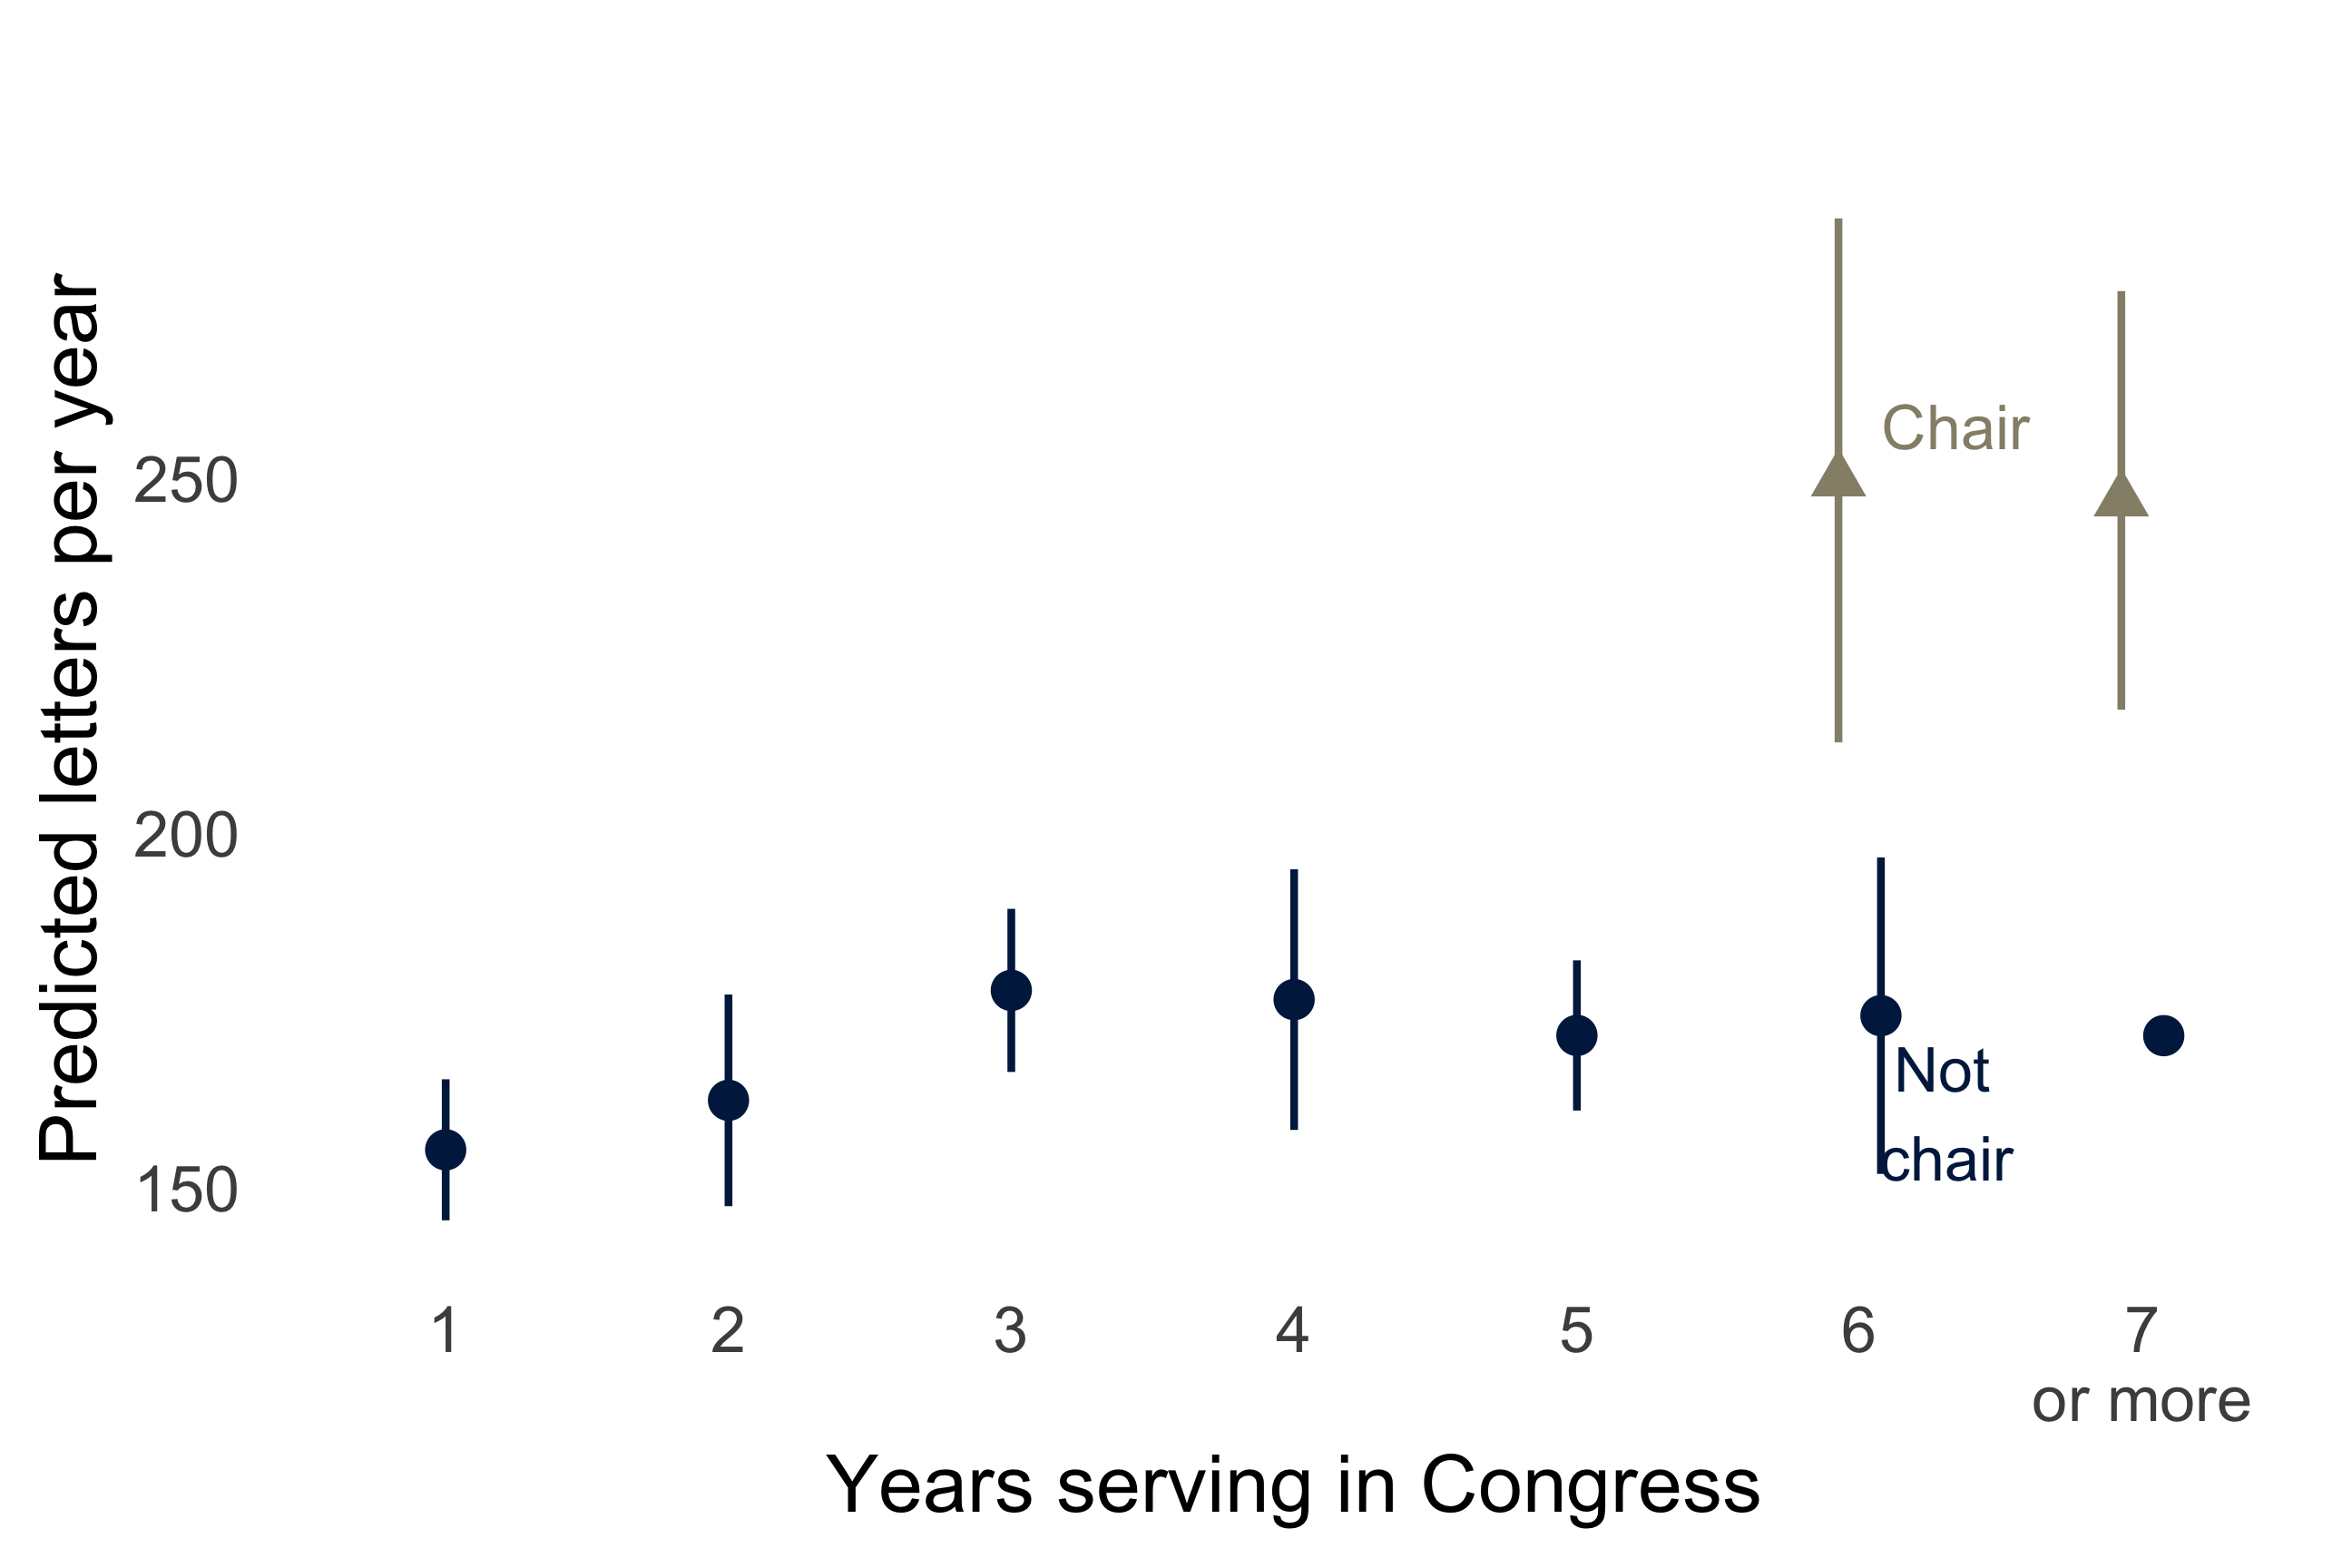 Predicted letters per year
250
200
150
Chair
Not
chair
1 2 3 4 5 6 7
or more
Years serving in Congress